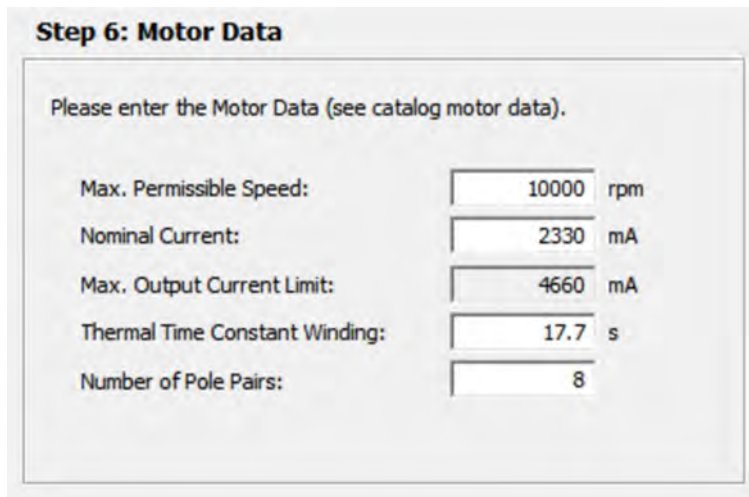 Step 6: Motor Data
Please enter the Motor Data (see catalog motor data).
Max. Permissible Speed: 10000 rpm
Nominal Current: 2330 mA
Max. Output Current Limit: 4660 mA
Thermal Time Constant Winding: 17.7 s
Number of Pole Pairs: 8